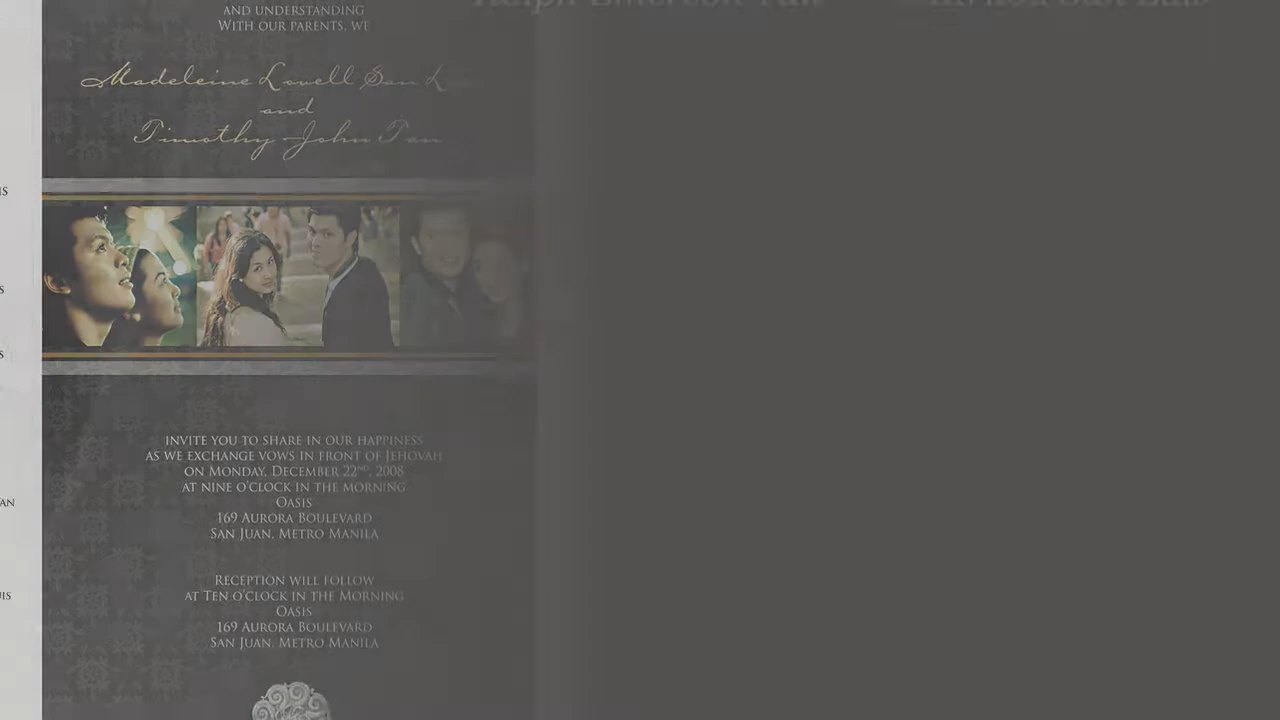 AND UNDERSTANDING
WITH OUR PARENTS, WE
Madeleine Lovell San L
and
Timothy John Tan
INVITE YOU TO SHARE IN OUR HAPPINESS
AS WE EXCHANGE VOWS IN FRONT OF JEHOVAH
ON MONDAY, DECEMBER 22ND, 2008
AT NINE O'CLOCK IN THE MORNING
OASIS
169 AURORA BOULEVARD
SAN JUAN, METRO MANILA
RECEPTION WILL FOLLOW
AT TEN O'CLOCK IN THE MORNING
OASIS
169 AURORA BOULEVARD
SAN JUAN, METRO MANILA